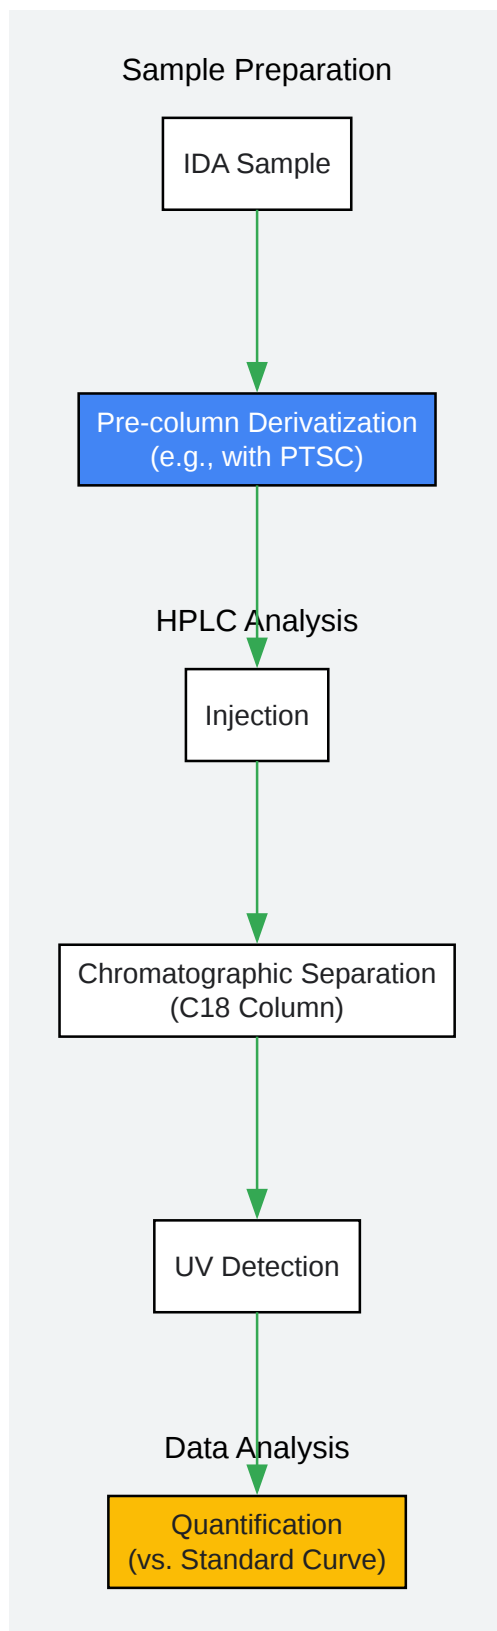 Sample Preparation
IDA Sample
Pre-column Derivatization
(e.g., with PTSC)
HPLC Analysis
Injection
Chromatographic Separation
(C18 Column)
UV Detection
Data Analysis
Quantification
(vs. Standard Curve)